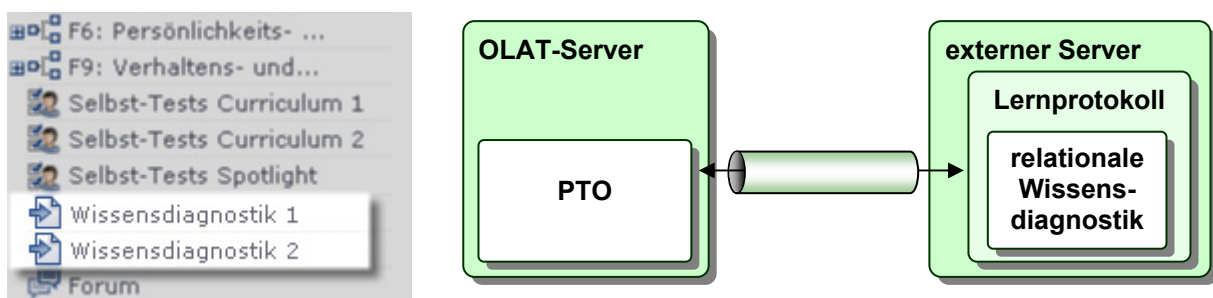 F6: Persönlichkeits- ...
F9: Verhaltens- und...
Selbst-Tests Curriculum 1
Selbst-Tests Curriculum 2
Selbst-Tests Spotlight
Wissensdiagnostik 1
Wissensdiagnostik 2
Forum
OLAT-Server
PTO
externer Server
Lernprotokoll
relationale
Wissens-
diagnostik